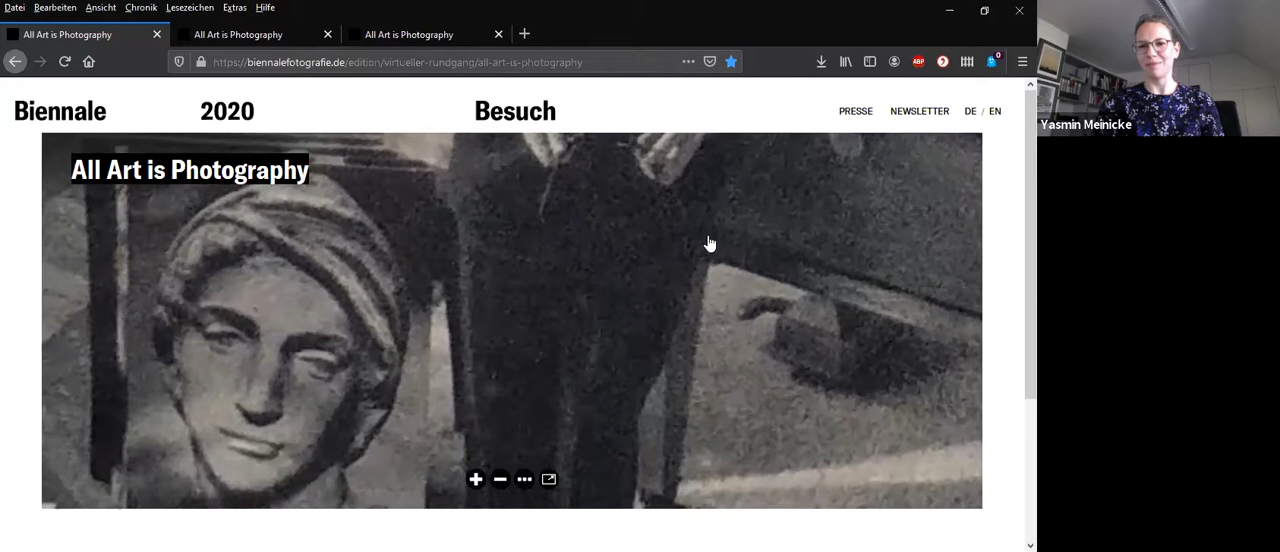 Datei Bearbeiten Ansicht Chronik Lesezeichen Extras Hilfe
All Art is Photography All Art is Photography All Art is Photography
https://biennalefotografie.de/edition/virtueller-rundgang/all-art-is-photography
ABP 0
Biennale 2020 Besuch PRESSE NEWSLETTER DE / EN
All Art is Photography
Yasmin Meinicke